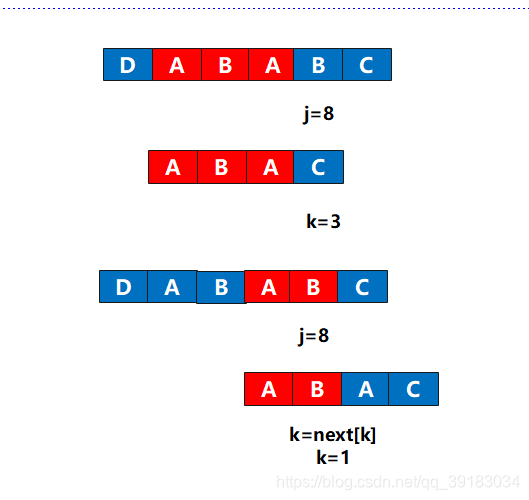 D A B A B C
j=8
A B A C
k=3
D A B A B C
j=8
A B A C
k=next[k]
k=1
https://blog.csdn.net/qq_39183034